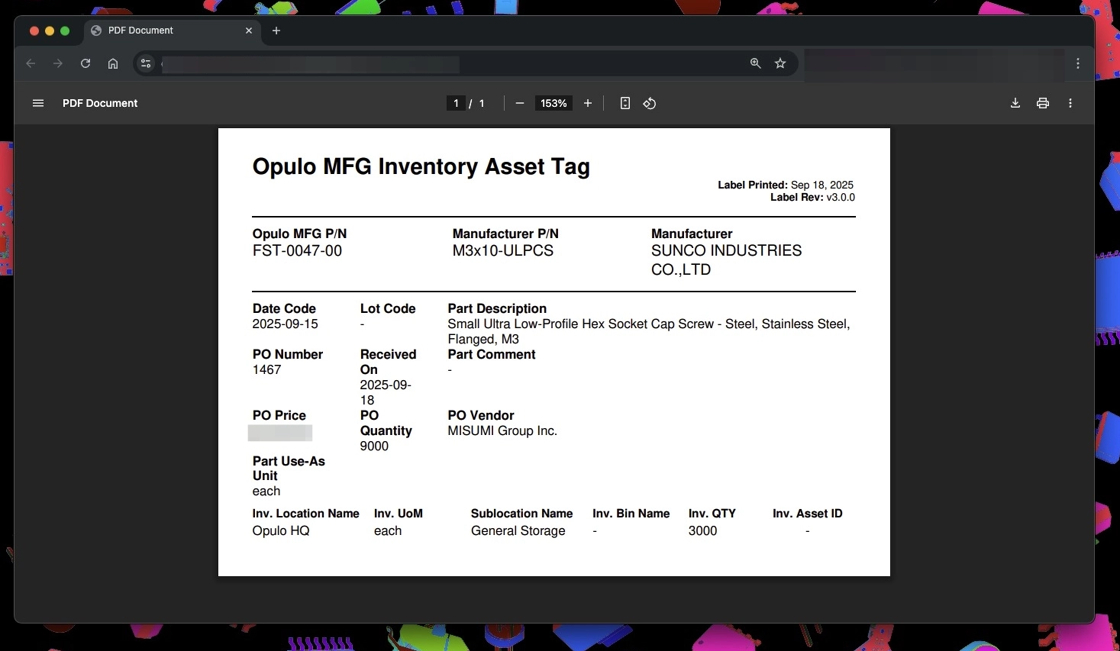 PDF Document
PDF Document
1 / 1
153%
Opulo MFG Inventory Asset Tag
Label Printed: Sep 18, 2025
Label Rev: v3.0.0
Opulo MFG P/N
FST-0047-00
Manufacturer P/N
M3x10-ULPCS
Manufacturer
SUNCO INDUSTRIES
CO.,LTD
Date Code
2025-09-15
Lot Code
-
Part Description
Small Ultra Low-Profile Hex Socket Cap Screw - Steel, Stainless Steel,
Flanged, M3
PO Number
1467
Received
On
2025-09-
18
Part Comment
-
PO Price
PO
Quantity
9000
PO Vendor
MISUMI Group Inc.
Part Use-As
Unit
each
Inv. Location Name Inv. UoM Sublocation Name Inv. Bin Name Inv. QTY Inv. Asset ID
Opulo HQ each General Storage - 3000 -